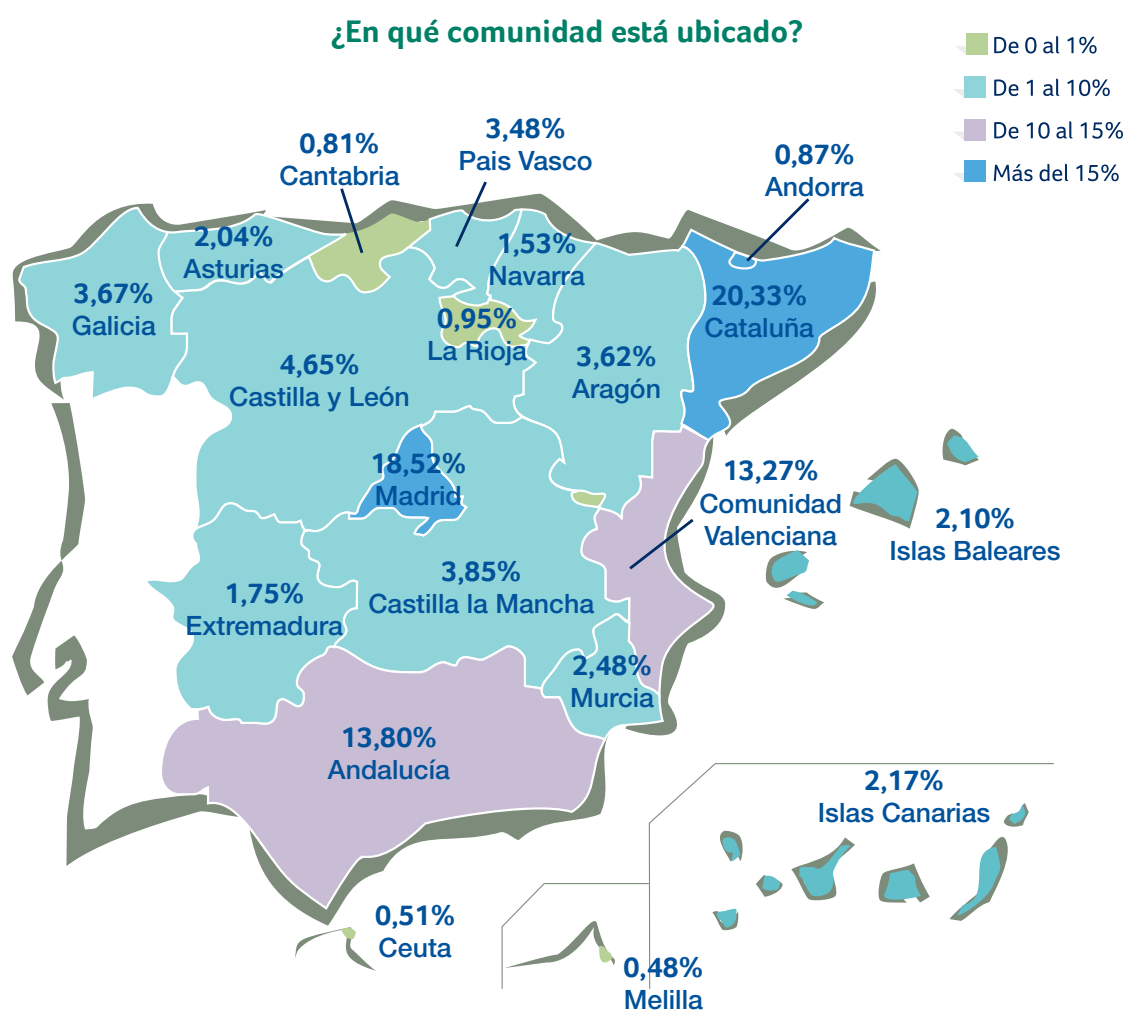 ¿En qué comunidad está ubicado?
De 0 al 1%
De 1 al 10%
De 10 al 15%
Más del 15%
0,81%
Cantabria
3,48%
Pais Vasco
0,87%
Andorra
2,04%
Asturias
1,53%
Navarra
3,67%
Galicia
20,33%
Cataluña
0,95%
La Rioja
4,65%
Castilla y León
3,62%
Aragón
18,52%
Madrid
13,27%
Comunidad
Valenciana
2,10%
Islas Baleares
3,85%
Castilla la Mancha
1,75%
Extremadura
2,48%
Murcia
13,80%
Andalucía
2,17%
Islas Canarias
0,51%
Ceuta
0,48%
Melilla